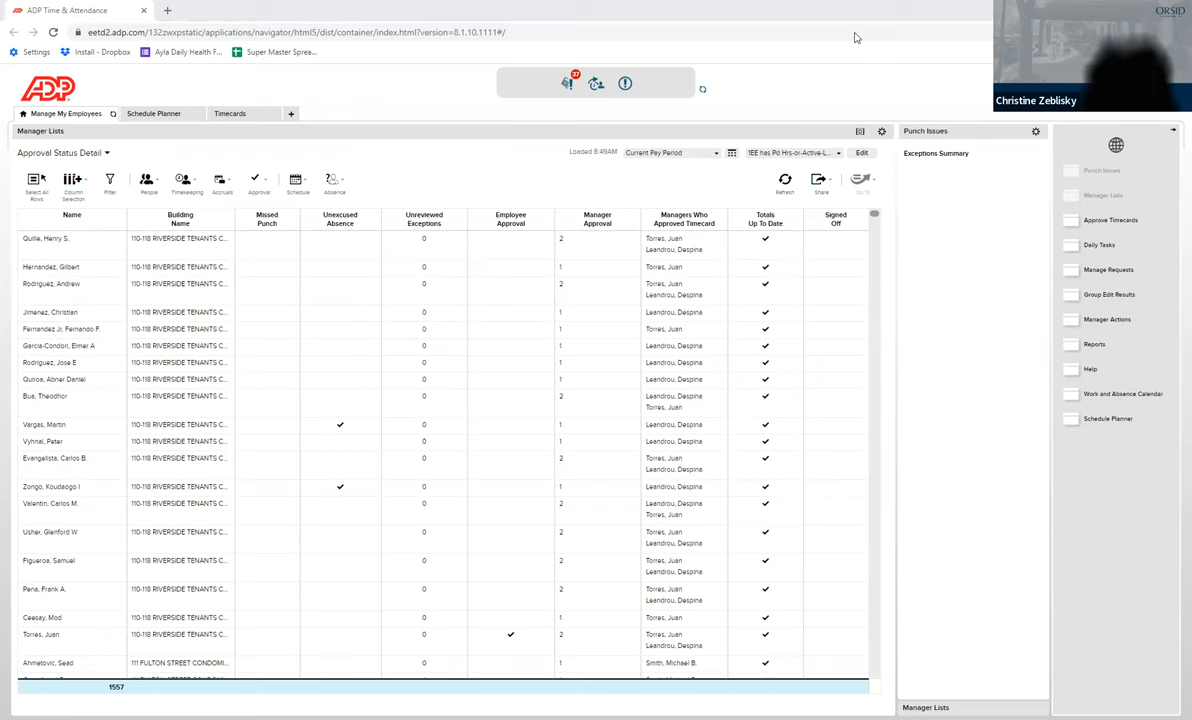 ADP Time & Attendance
eetd2.adp.com/132zwxpstatic/applications/navigator/html5/dist/container/index.html?version=8.1.10.1111#/
Settings Install - Dropbox Ayla Daily Health F... Super Master Sprea...
ORSID
Christine Zeblisky
ADP
37
Manage My Employees Schedule Planner Timecards +
Manager Lists
Approval Status Detail
Loaded 8:49AM Current Pay Period 1EE has Pd Hrs-or-Active-L... Edit
Select All Rows Column Selection Filter People Timekeeping Accruals Approval Schedule Absence Refresh Share Go To
Name Building Name Missed Punch Unexcused Absence Unreviewed Exceptions Employee Approval Manager Approval Managers Who Approved Timecard Totals Up To Date Signed Off
Quille, Henry S. 110-118 RIVERSIDE TENANTS C... 0 2 Torres, Juan ✓
Leandrou, Despina
Hernandez, Gilbert 110-118 RIVERSIDE TENANTS C... 0 1 Torres, Juan ✓
Rodriguez, Andrew 110-118 RIVERSIDE TENANTS C... 0 2 Torres, Juan ✓
Leandrou, Despina
Jimenez, Christian 110-118 RIVERSIDE TENANTS C... 0 1 Leandrou, Despina ✓
Fernandez Jr, Fernando F. 110-118 RIVERSIDE TENANTS C... 0 1 Torres, Juan ✓
Garcia-Condori, Elmer A 110-118 RIVERSIDE TENANTS C... 0 1 Leandrou, Despina ✓
Rodriguez, Jose E 110-118 RIVERSIDE TENANTS C... 0 1 Leandrou, Despina ✓
Quiroa, Abner Daniel 110-118 RIVERSIDE TENANTS C... 0 1 Leandrou, Despina ✓
Bua, Theodhor 110-118 RIVERSIDE TENANTS C... 0 2 Leandrou, Despina ✓
Torres, Juan
Vargas, Martin 110-118 RIVERSIDE TENANTS C... ✓ 0 1 Leandrou, Despina ✓
Vyhnal, Peter 110-118 RIVERSIDE TENANTS C... 0 1 Leandrou, Despina ✓
Evangelista, Carlos B. 110-118 RIVERSIDE TENANTS C... 0 2 Torres, Juan ✓
Leandrou, Despina
Zongo, Koudaogo I 110-118 RIVERSIDE TENANTS C... ✓ 0 1 Leandrou, Despina ✓
Valentin, Carlos M. 110-118 RIVERSIDE TENANTS C... 0 2 Leandrou, Despina ✓
Torres, Juan
Usher, Glenford W 110-118 RIVERSIDE TENANTS C... 0 2 Torres, Juan ✓
Leandrou, Despina
Figueroa, Samuel 110-118 RIVERSIDE TENANTS C... 0 2 Torres, Juan ✓
Leandrou, Despina
Pena, Frank A. 110-118 RIVERSIDE TENANTS C... 0 2 Torres, Juan ✓
Leandrou, Despina
Ceesay, Mod 110-118 RIVERSIDE TENANTS C... 0 1 Torres, Juan ✓
Torres, Juan 110-118 RIVERSIDE TENANTS C... 0 ✓ 2 Torres, Juan ✓
Leandrou, Despina
Ahmetovic, Sead 111 FULTON STREET CONDOMI... 0 1 Smith, Michael B. ✓
1557
Punch Issues
Exceptions Summary
Manager Lists
Punch Issues
Manager Lists
Approve Timecards
Daily Tasks
Manage Requests
Group Edit Results
Manager Actions
Reports
Help
Work and Absence Calendar
Schedule Planner